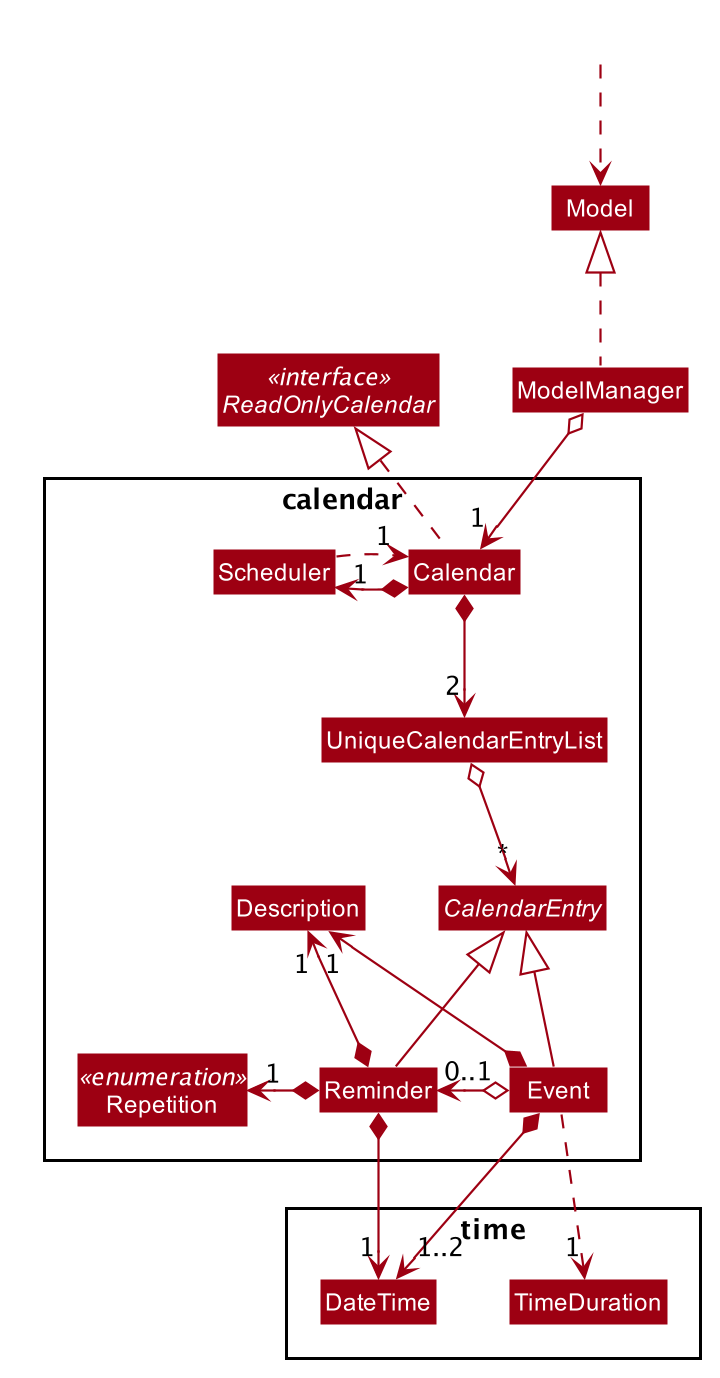 Model
«interface»
ReadOnlyCalendar
ModelManager
calendar
1
1
Scheduler
1
Calendar
2
UniqueCalendarEntryList
*
Description
CalendarEntry
1
1
«enumeration»
Repetition
1
Reminder
0..1
Event
time
1
1..2
1
DateTime
TimeDuration